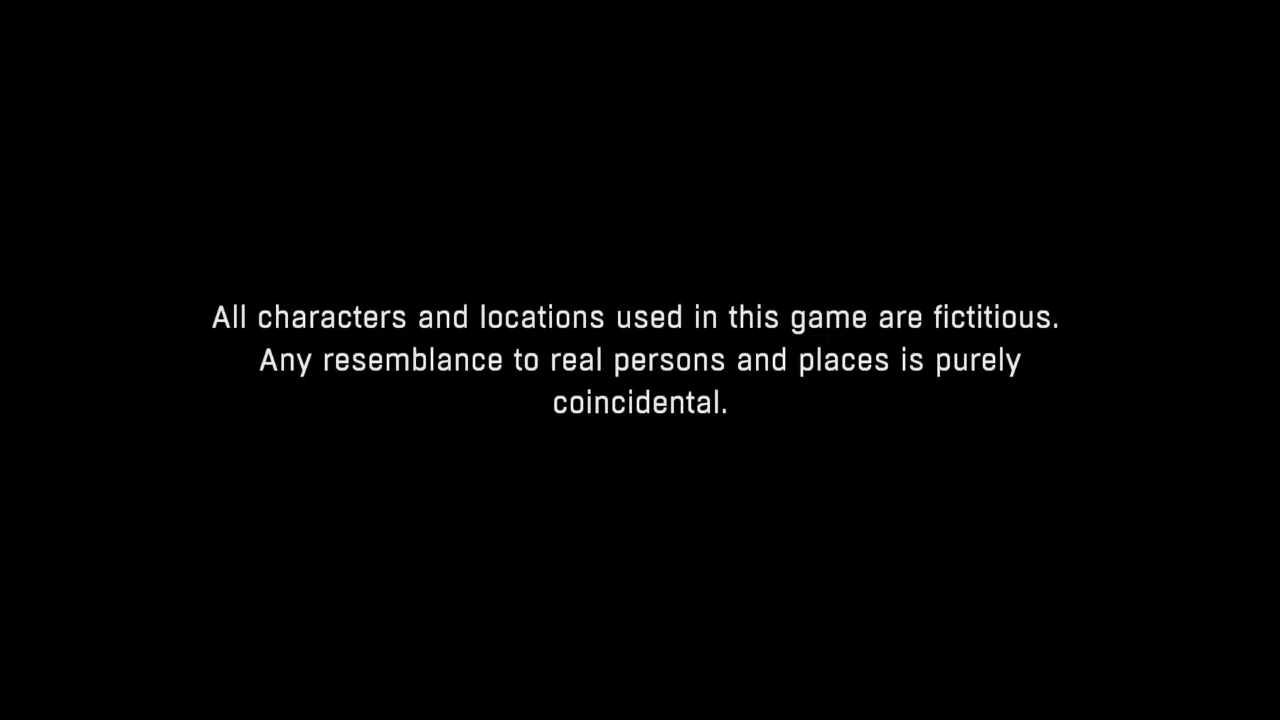 All characters and locations used in this game are fictitious.
Any resemblance to real persons and places is purely
coincidental.